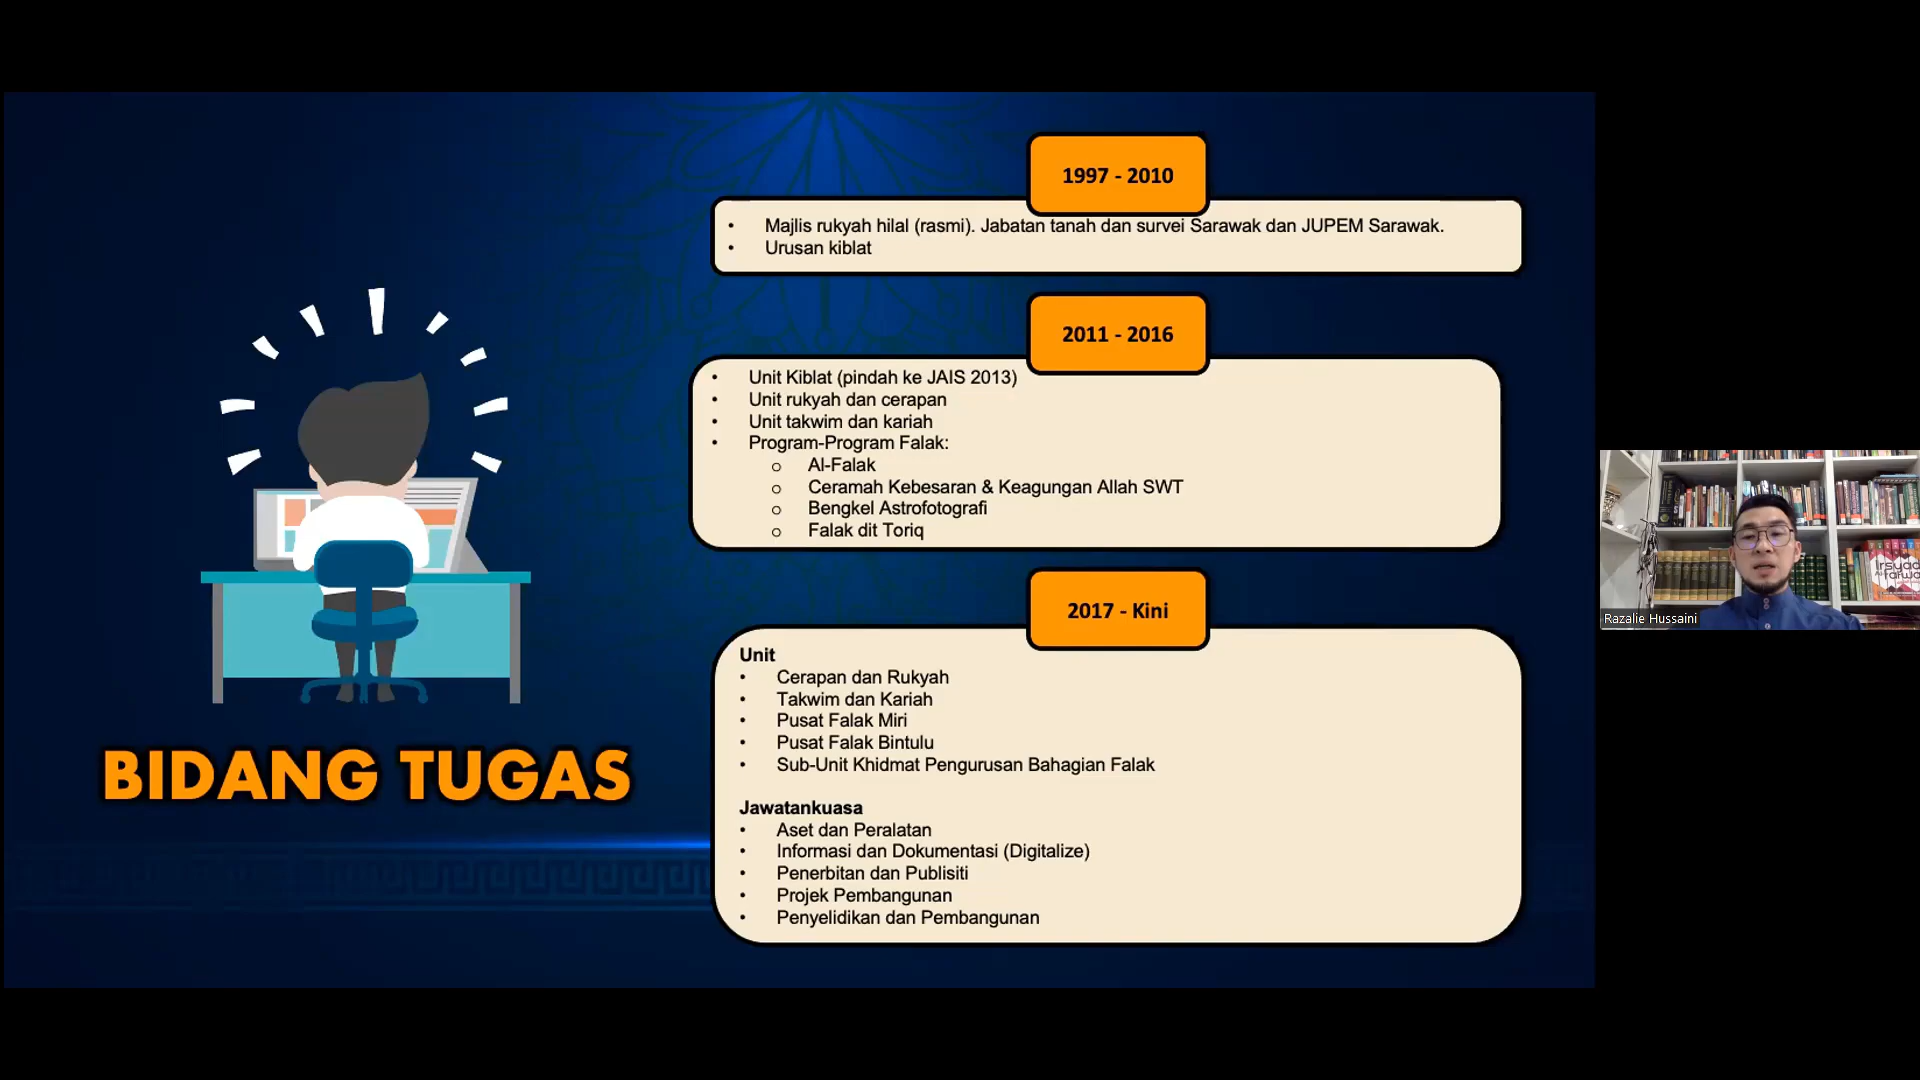 1997 - 2010
• Majlis rukyah hilal (rasmi). Jabatan tanah dan survei Sarawak dan JUPEM Sarawak.
• Urusan kiblat
2011 - 2016
• Unit Kiblat (pindah ke JAIS 2013)
• Unit rukyah dan cerapan
• Unit takwim dan kariah
• Program-Program Falak:
o Al-Falak
o Ceramah Kebesaran & Keagungan Allah SWT
o Bengkel Astrofotografi
o Falak dit Toriq
2017 - Kini
Unit
• Cerapan dan Rukyah
• Takwim dan Kariah
• Pusat Falak Miri
• Pusat Falak Bintulu
• Sub-Unit Khidmat Pengurusan Bahagian Falak
Jawatankuasa
• Aset dan Peralatan
• Informasi dan Dokumentasi (Digitalize)
• Penerbitan dan Publisiti
• Projek Pembangunan
• Penyelidikan dan Pembangunan
BIDANG TUGAS
Razalie Hussaini